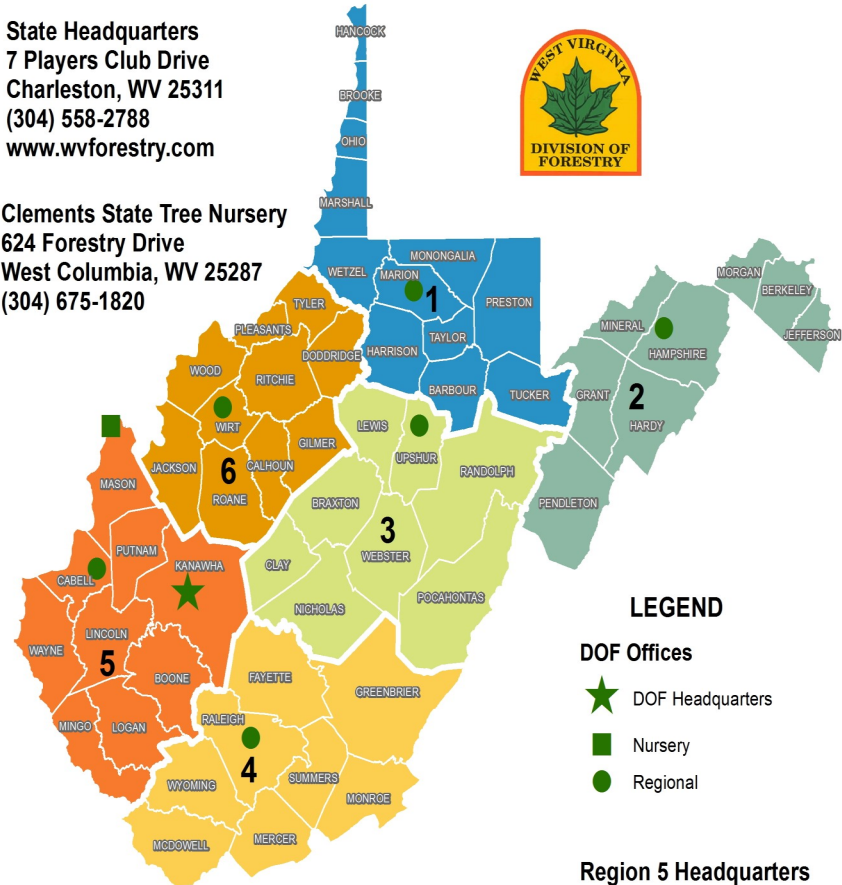 State Headquarters
7 Players Club Drive
Charleston, WV 25311
(304) 558-2788
www.wvforestry.com
Clements State Tree Nursery
624 Forestry Drive
West Columbia, WV 25287
(304) 675-1820
WEST VIRGINIA
DIVISION OF
FORESTRY
HANCOCK
BROOKE
OHIO
MARSHALL
WETZEL
MONONGALIA
MARION
1
PRESTON
TAYLOR
HARRISON
BARBOUR
TUCKER
MORGAN
BERKELEY
JEFFERSON
MINERAL
HAMPSHIRE
GRANT
2
HARDY
PENDLETON
TYLER
PLEASANTS
DODDRIDGE
WOOD
RITCHIE
WIRT
GILMER
CALHOUN
JACKSON
6
ROANE
LEWIS
UPSHUR
RANDOLPH
BRAXTON
3
WEBSTER
CLAY
NICHOLAS
POCAHONTAS
MASON
PUTNAM
KANAWHA
CABELL
LINCOLN
WAYNE
5
BOONE
MINGO
LOGAN
FAYETTE
GREENBRIER
RALEIGH
4
SUMMERS
WYOMING
MONROE
MERCER
MCDOWELL
LEGEND
DOF Offices
DOF Headquarters
Nursery
Regional
Region 5 Headquarters